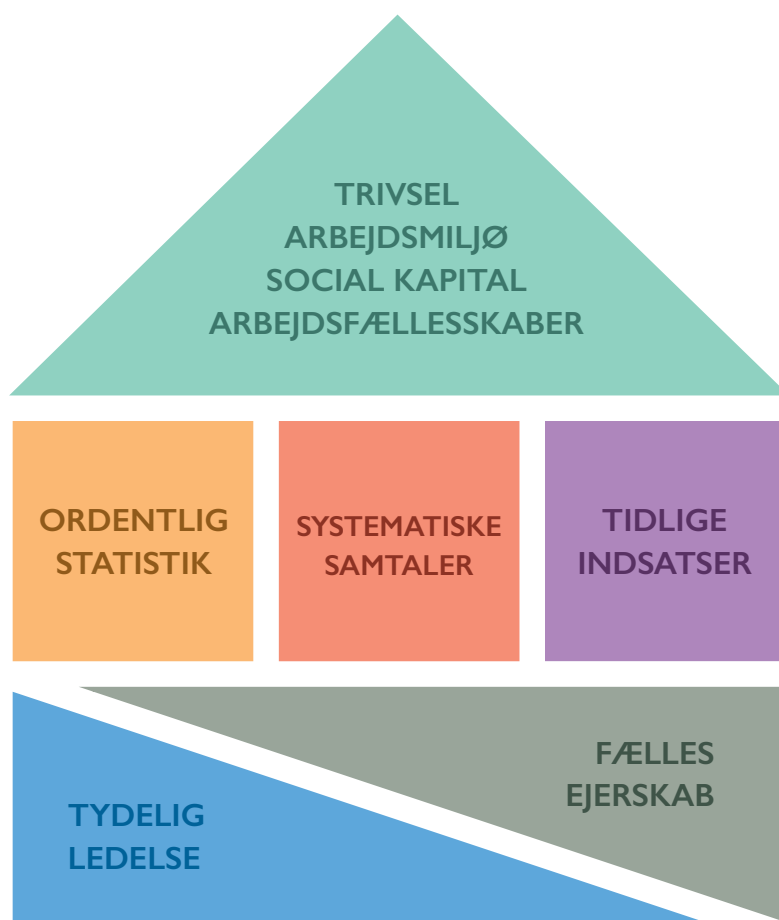 TRIVSEL
ARBEJDSMILJØ
SOCIAL KAPITAL
ARBEJDSFÆLLESSKABER
ORDENTLIG
STATISTIK
SYSTEMATISKE
SAMTALER
TIDLIGE
INDSATSER
FÆLLES
EJERSKAB
TYDELIG
LEDELSE